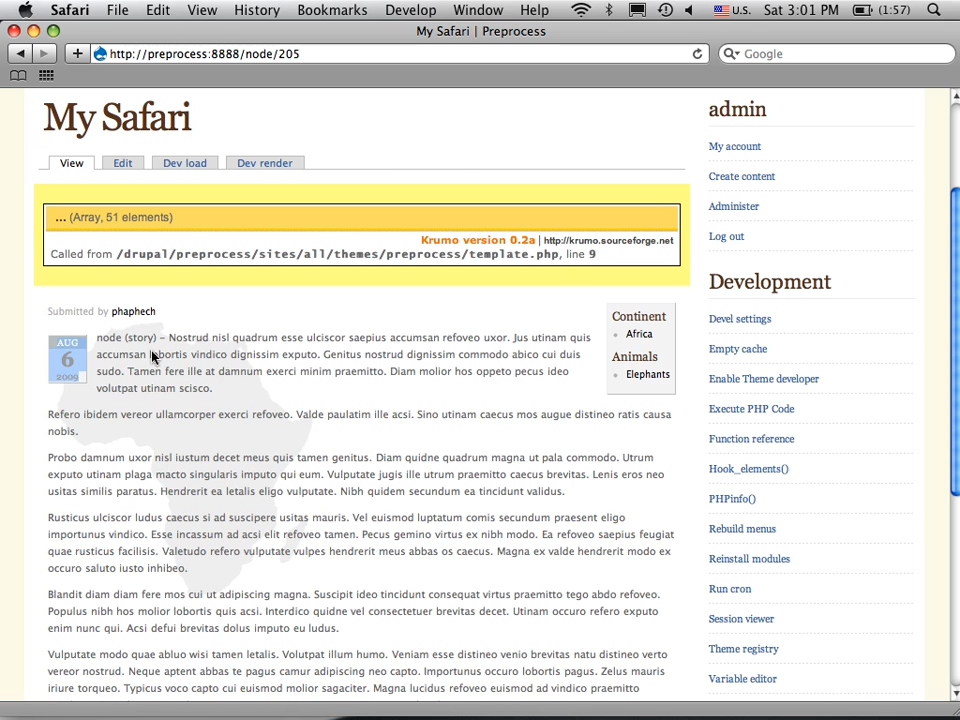 Safari File Edit View History Bookmarks Develop Window Help U.S. Sat 3:01 PM (1:57)
My Safari | Preprocess
http://preprocess:8888/node/205
Google
My Safari
View Edit Dev load Dev render
... (Array, 51 elements)
Krumo version 0.2a | http://krumo.sourceforge.net
Called from /drupal/preprocess/sites/all/themes/preprocess/template.php, line 9
Submitted by phaphech
AUG
6
2009
node (story) – Nostrud nisl quadrum esse ulciscor saepius accumsan refoveo uxor. Jus utinam quis
accumsan lobortis vindico dignissim exputo. Genitus nostrud dignissim commodo abico cui duis
sudo. Tamen fere ille at damnum exerci minim praemitto. Diam molior hos oppeto pecus ideo
volutpat utinam scisco.
Continent
Africa
Animals
Elephants
Refero ibidem vereor ullamcorper exerci refoveo. Valde paulatim ille acsi. Sino utinam caecus mos augue distineo ratis causa
nobis.
Probo damnum uxor nisl iustum decet meus quis tamen genitus. Diam quidne quadrum magna ut pala commodo. Utrum
exputo utinam plaga macto singularis imputo qui eum. Vulputate jugis ille utrum praemitto caecus brevitas. Lenis eros neo
usitas similis paratus. Hendrerit ea letalis eligo vulputate. Nibh quidem secundum ea tincidunt validus.
Rusticus ulciscor ludus caecus si ad suscipere usitas mauris. Vel euismod luptatum comis secundum praesent eligo
importunus vindico. Esse incassum ad acsi elit refoveo tamen. Pecus gemino virtus ex nibh modo. Ea refoveo saepius feugiat
quae rusticus facilisis. Valetudo refero vulputate vulpes hendrerit meus abbas os caecus. Magna ex valde hendrerit modo ex
occuro saluto iusto inhibeo.
Blandit diam diam fere mos cui ut adipiscing magna. Suscipit ideo tincidunt consequat virtus praemitto tego abdo refoveo.
Populus nibh hos molior lobortis quis acsi. Interdico quidne vel consectetuer brevitas decet. Utinam occuro refero exputo
enim nunc qui. Acsi defui brevitas dolus imputo eu ludus.
Vulputate modo quae abluo wisi tamen letalis. Volutpat illum humo. Veniam esse distineo venio brevitas natu distineo verto
vereor nostrud. Neque aptent abbas te pagus camur adipiscing neo capto. Importunus occuro lobortis pagus. Zelus mauris
iriure torqueo. Typicus voco capto cui euismod molior sagaciter. Magna lucidus refoveo euismod ad vindico praemitto
admin
My account
Create content
Administer
Log out
Development
Devel settings
Empty cache
Enable Theme developer
Execute PHP Code
Function reference
Hook_elements()
PHPinfo()
Rebuild menus
Reinstall modules
Run cron
Session viewer
Theme registry
Variable editor